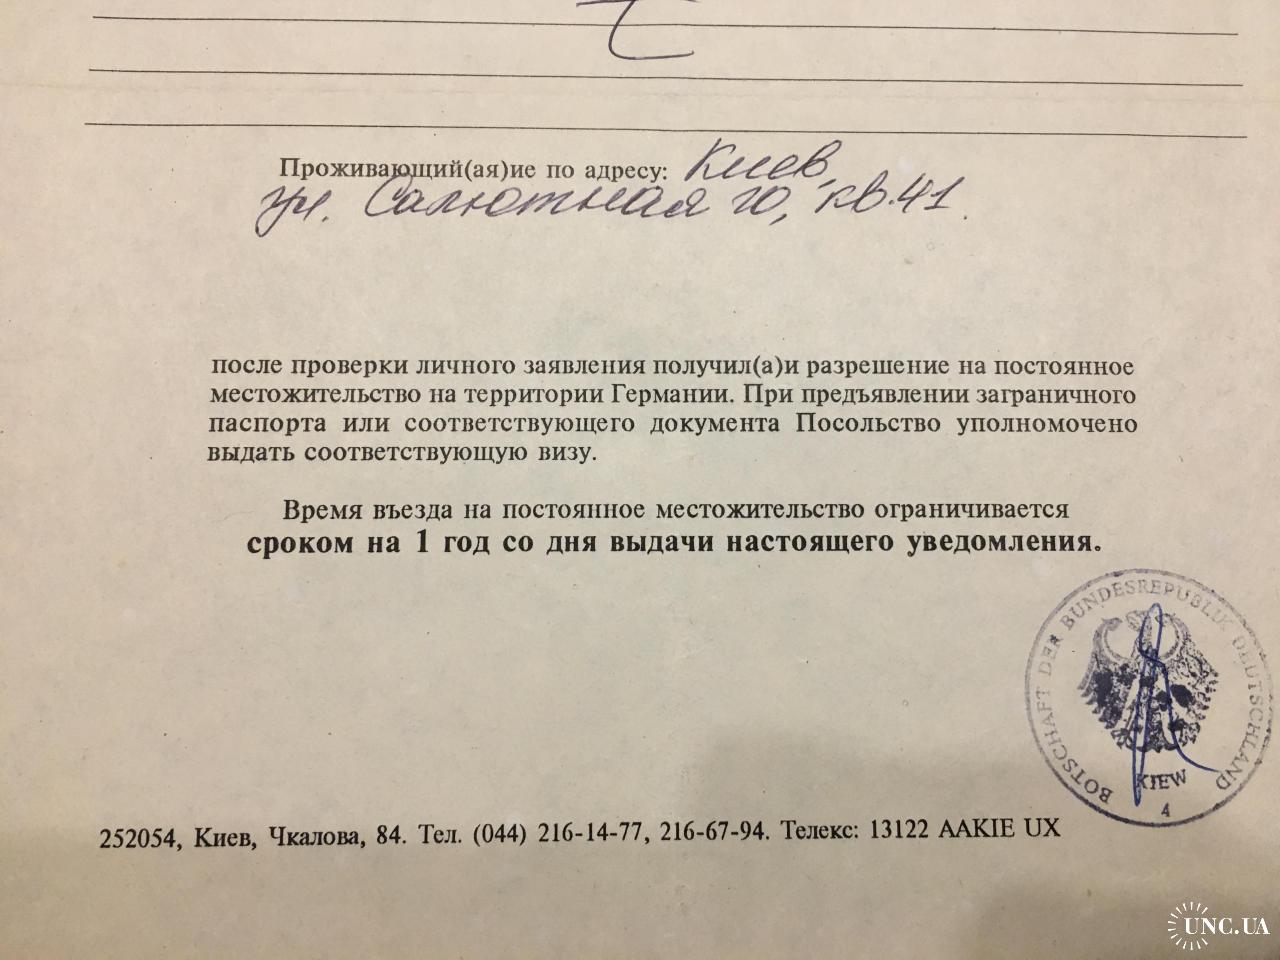 Проживающий(ая)ие по адресу: Киев,
ул. Салютная 10, кв. 41.
после проверки личного заявления получил(а)и разрешение на постоянное
местожительство на территории Германии. При предъявлении заграничного
паспорта или соответствующего документа Посольство уполномочено
выдать соответствующую визу.
Время въезда на постоянное местожительство ограничивается
сроком на 1 год со дня выдачи настоящего уведомления.
BOTSCHAFT DER BUNDESREPUBLIK DEUTSCHLAND
KIEW
4
252054, Киев, Чкалова, 84. Тел. (044) 216-14-77, 216-67-94. Телекс: 13122 AAKIE UX
UNC.UA